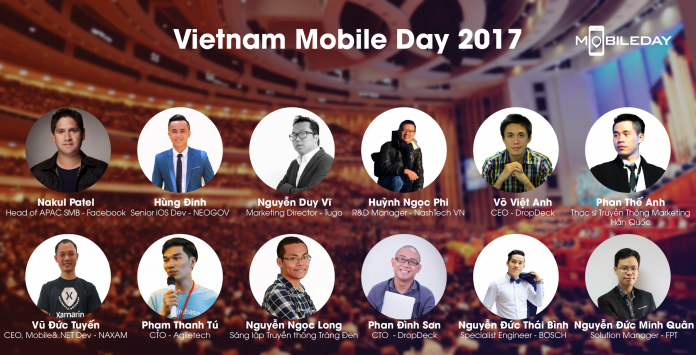 Vietnam Mobile Day 2017
MOBILEDAY
Nakul Patel
Head of APAC SMB - Facebook
Hùng Đinh
Senior iOS Dev - NEOGOV
Nguyễn Duy Vĩ
Marketing Director - Tugo
Huỳnh Ngọc Phi
R&D Manager - NashTech VN
Võ Việt Anh
CEO - DropDeck
Phan Thế Anh
Thạc sĩ Truyền Thông Marketing
Hàn Quốc
Xamarin
Vũ Đức Tuyến
CEO, Mobile&.NET Dev - NAXAM
Phạm Thanh Tú
CTO - Agiletech
Nguyễn Ngọc Long
Sáng lập Truyền thông Trăng Đen
Phan Đình Sơn
CTO - DropDeck
Nguyễn Đức Thái Bình
Specialist Engineer - BOSCH
Nguyễn Đức Minh Quân
Solution Manager - FPT